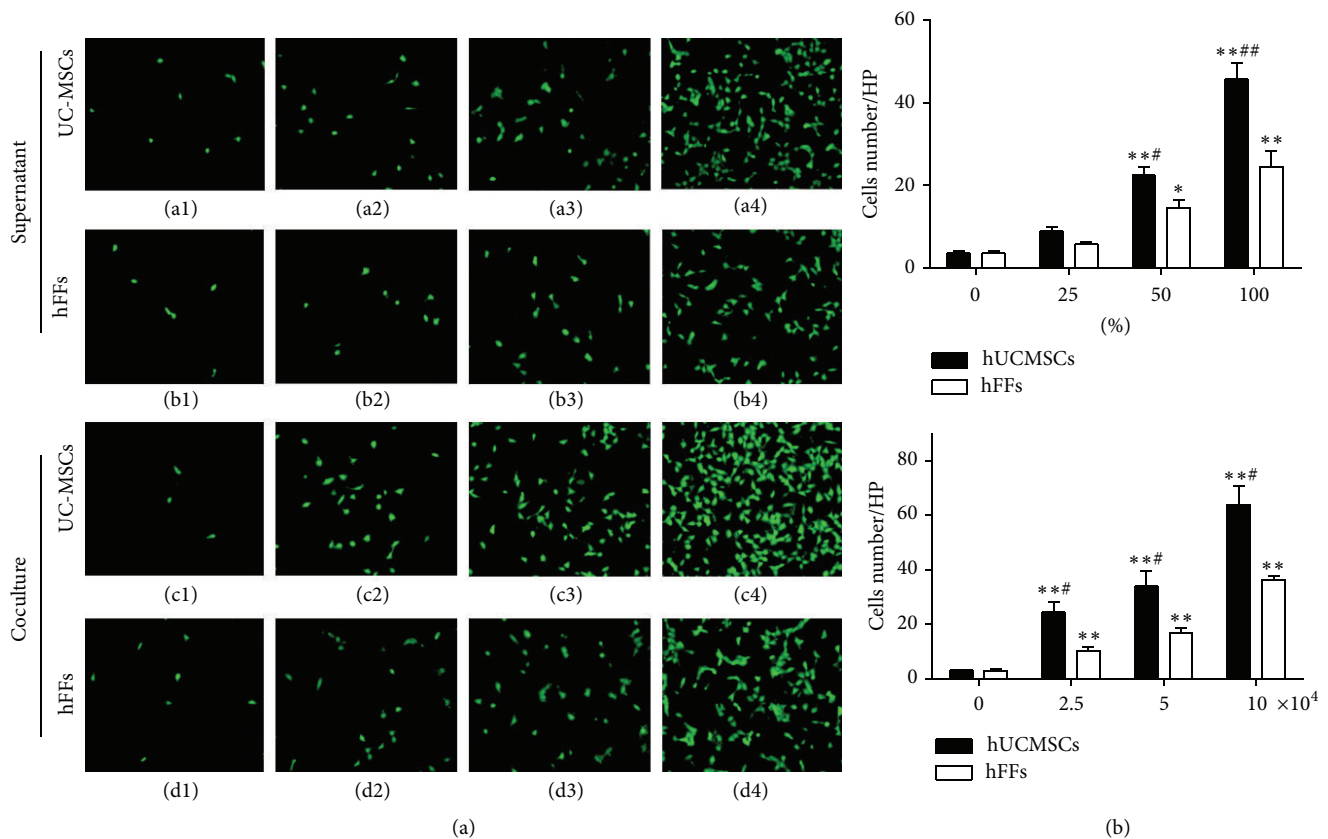 Supernatant
UC-MSCs
(a1) (a2) (a3) (a4)
hFFs
(b1) (b2) (b3) (b4)
Coculture
UC-MSCs
(c1) (c2) (c3) (c4)
hFFs
(d1) (d2) (d3) (d4)
(a)
Cells number/HP
60
40
20
0
**##
**#
**
*
0 25 50 100
(%)
hUCMSCs
hFFs
Cells number/HP
80
60
40
20
0
**#
**#
**#
**
**
**
0 2.5 5 10 ×10⁴
hUCMSCs
hFFs
(b)